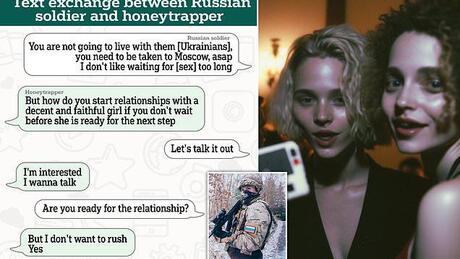 Text exchange between Russian
soldier and honeytrapper
Russian soldier
You are not going to live with them [Ukrainians],
you need to be taken to Moscow, asap
I don't like waiting for [sex] too long
Honeytrapper
But how do you start relationships with a
decent and faithful girl if you don't wait
before she is ready for the next step
Let's talk it out
I'm interested
I wanna talk
Are you ready for the relationship?
But I don't want to rush
Yes